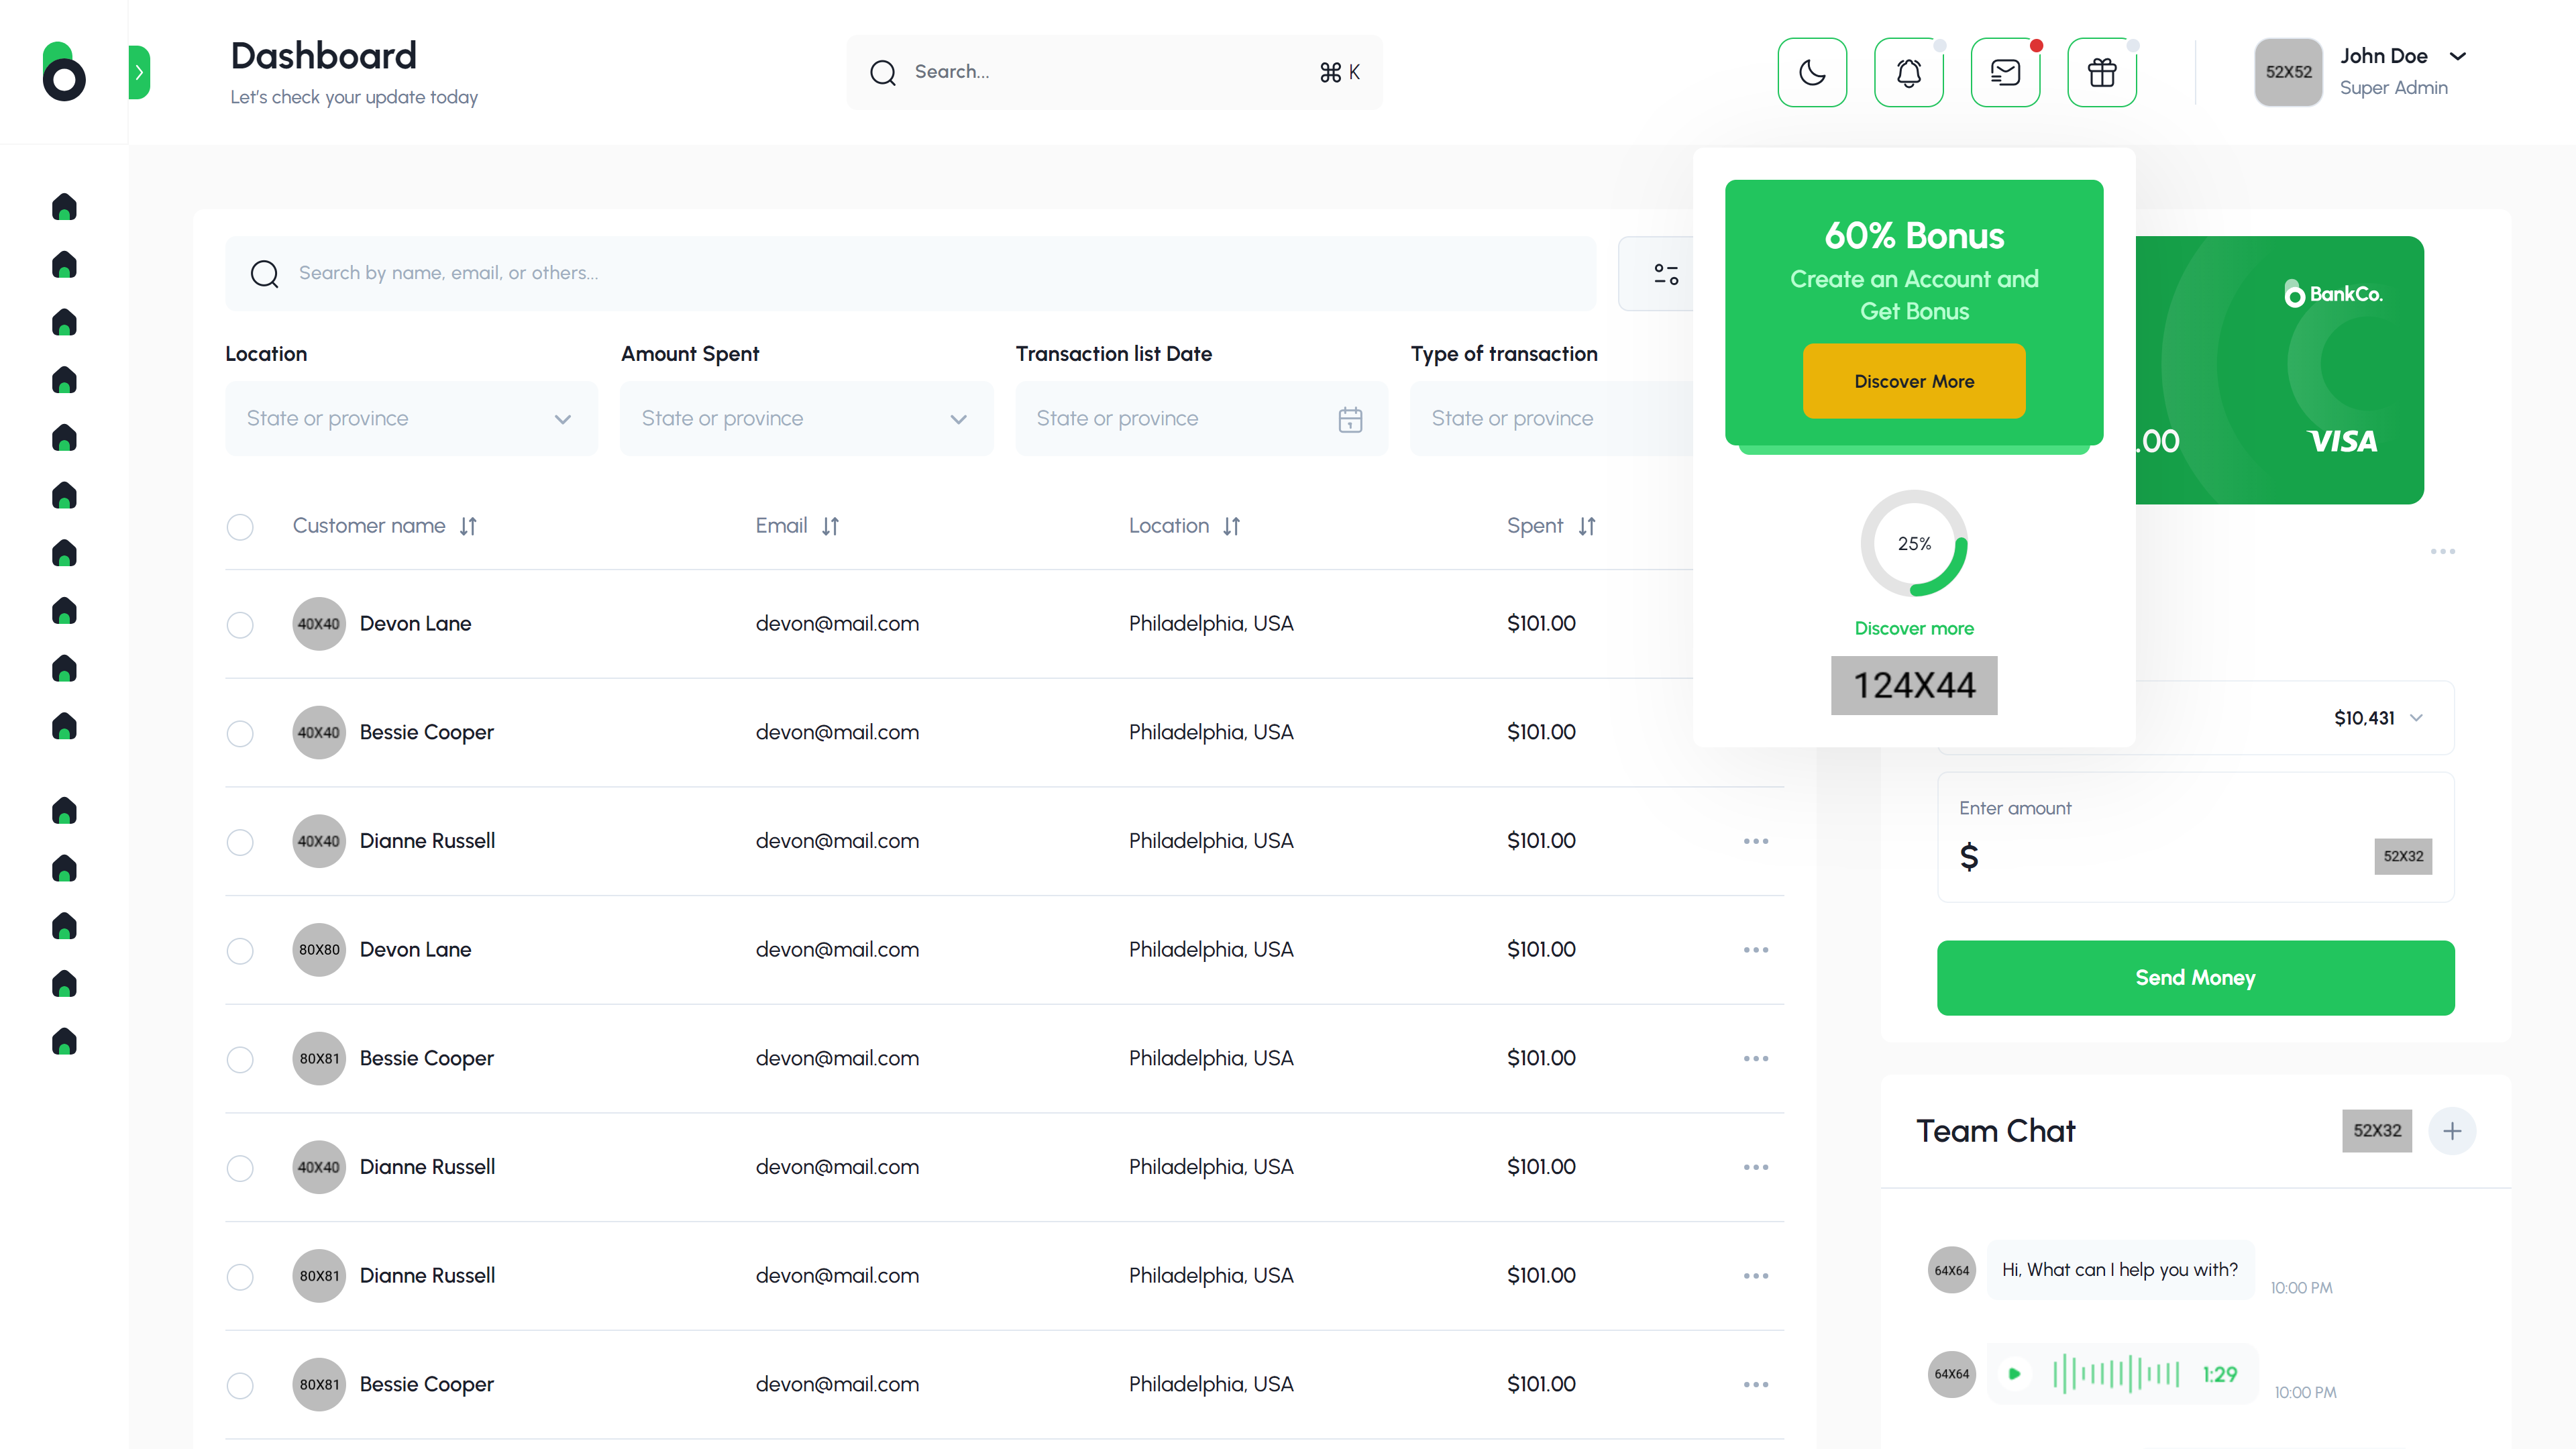 Dashboard
Let's check your update today
Search...
⌘ K
52X52
John Doe
Super Admin
Search by name, email, or others...
Location
Amount Spent
Transaction list Date
Type of transaction
State or province
State or province
State or province
1
State or province
60% Bonus
Create an Account and
Get Bonus
Discover More
25%
Discover more
124X44
BankCo.
.00
VISA
Customer name
Email
Location
Spent
40X40 Devon Lane devon@mail.com Philadelphia, USA $101.00
40X40 Bessie Cooper devon@mail.com Philadelphia, USA $101.00
40X40 Dianne Russell devon@mail.com Philadelphia, USA $101.00
80X80 Devon Lane devon@mail.com Philadelphia, USA $101.00
80X81 Bessie Cooper devon@mail.com Philadelphia, USA $101.00
40X40 Dianne Russell devon@mail.com Philadelphia, USA $101.00
80X81 Dianne Russell devon@mail.com Philadelphia, USA $101.00
80X81 Bessie Cooper devon@mail.com Philadelphia, USA $101.00
$10,431
Enter amount
$
52X32
Send Money
Team Chat
52X32
64X64
Hi, What can I help you with?
10:00 PM
64X64
1:29
10:00 PM